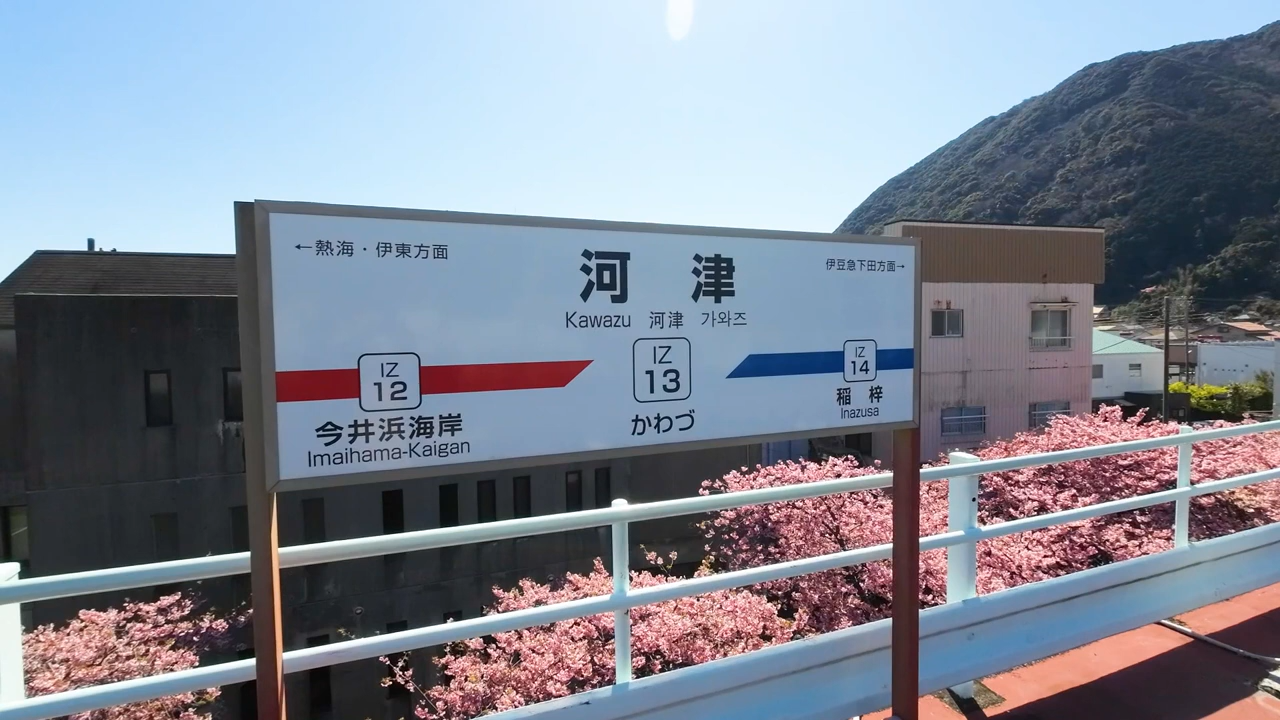 ←熱海・伊東方面
伊豆急下田方面→
河津
Kawazu 河津 가와즈
IZ
12
今井浜海岸
Imaihama-Kaigan
IZ
13
かわづ
IZ
14
稲梓
Inazusa